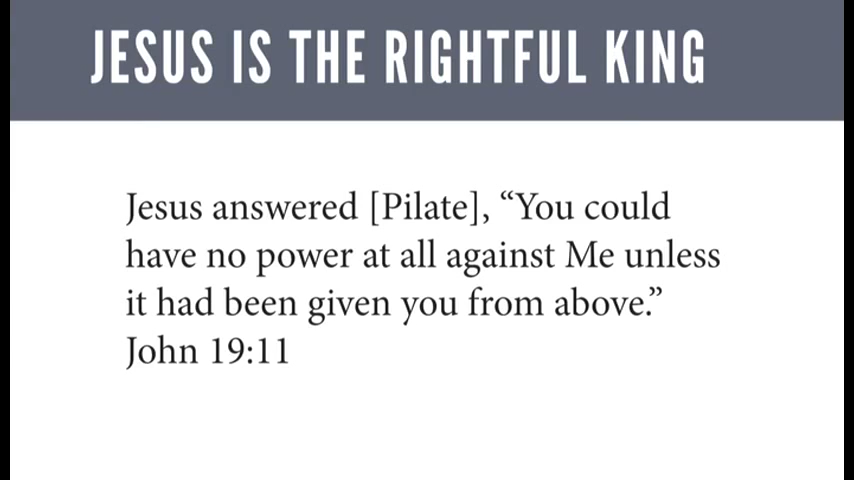 JESUS IS THE RIGHTFUL KING
Jesus answered [Pilate], “You could
have no power at all against Me unless
it had been given you from above.”
John 19:11